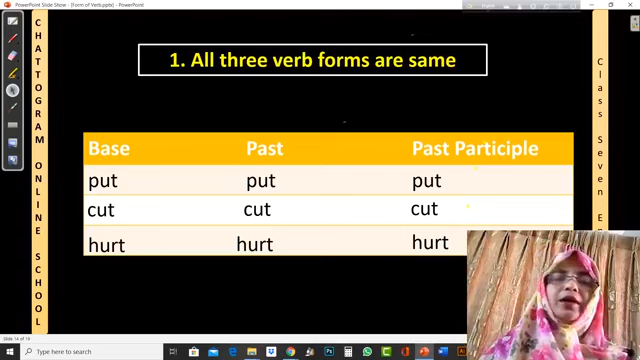 PowerPoint Slide Show - [Form of Verb.pptx] - PowerPoint
CHATTOGRAM ONLINE SCHOOL
1. All three verb forms are same
Base Past Past Participle
put put put
cut cut cut
hurt hurt hurt
Class Seven En
Slide 14 of 19
Type here to search